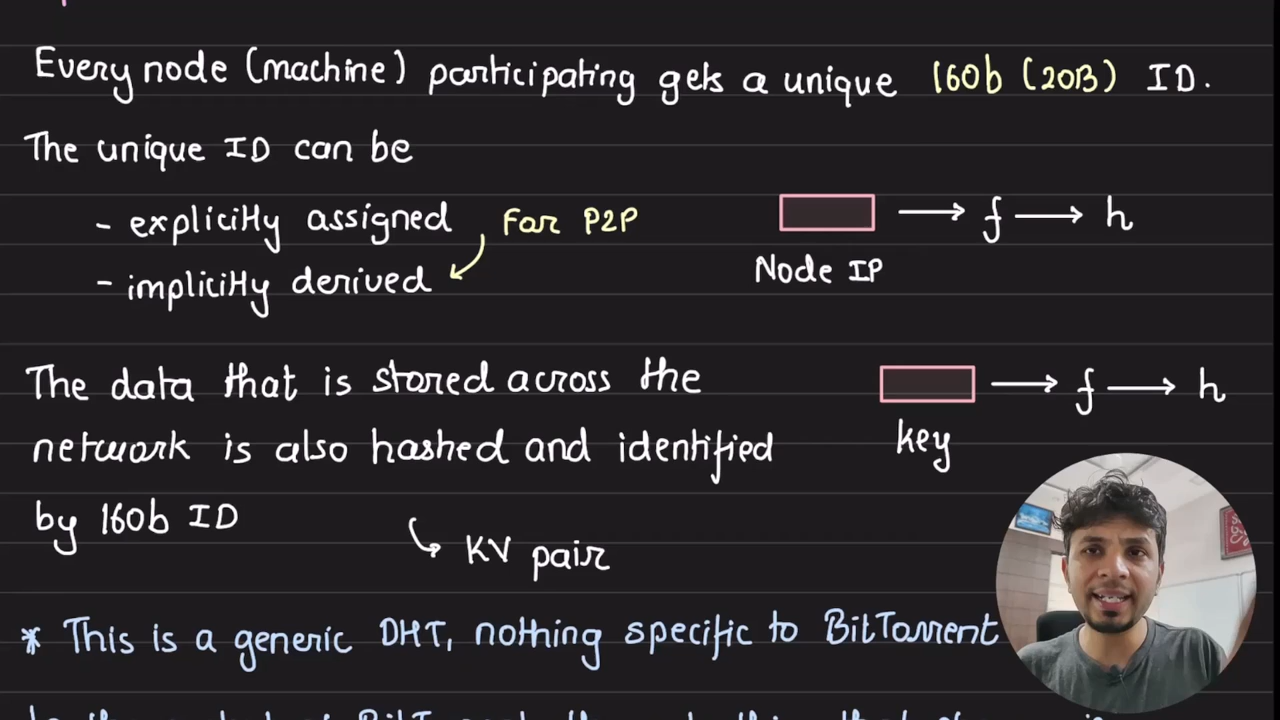 Every node (machine) participating gets a unique 160b (20B) ID.
The unique ID can be
- explicitly assigned
For P2P
- implicitly derived
→ f → h
Node IP
The data that is stored across the
network is also hashed and identified
by 160b ID
→ f → h
key
KV pair
* This is a generic DHT, nothing specific to BitTorrent